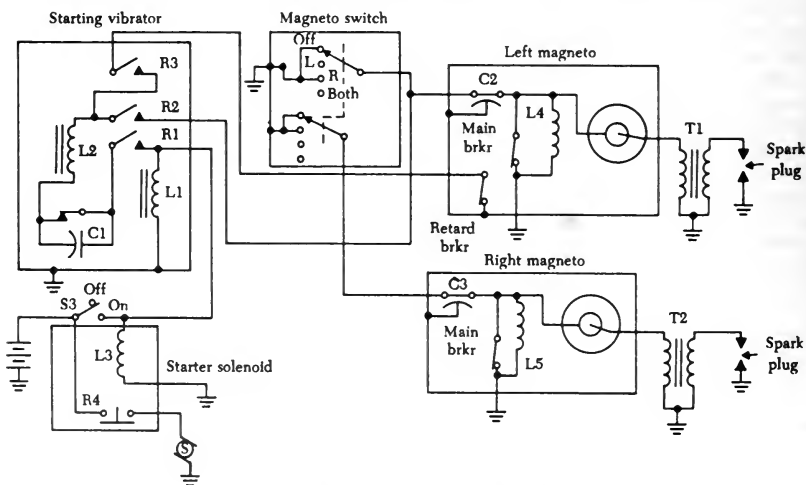 Starting vibrator
R3
R2
R1
L2
L1
C1
Magneto switch
Off
L
R
Both
Left magneto
C2
L4
Main
brkr
Retard
brkr
T1
Spark
plug
Right magneto
C3
Main
brkr
L5
T2
Spark
plug
Off
S3
On
L3
Starter solenoid
R4
S